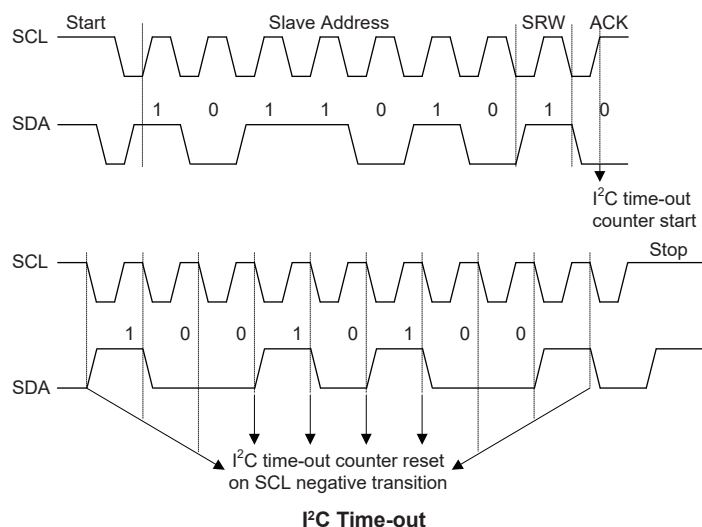 Start Slave Address SRW ACK
SCL
1 0 1 1 0 1 0 1 0
SDA
I²C time-out
counter start
Stop
SCL
1 0 0 1 0 1 0 0
SDA
I²C time-out counter reset
on SCL negative transition
I²C Time-out